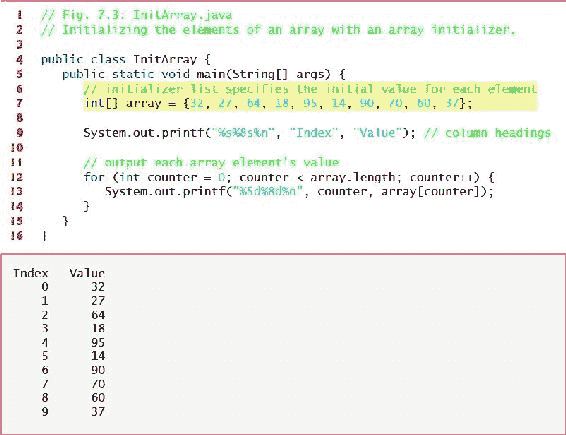 1 // Fig. 7.3: InitArray.java
2 // Initializing the elements of an array with an array initializer.
3
4 public class InitArray {
5 public static void main(String[] args) {
6 // initializer list specifies the initial value for each element
7 int[] array = {32, 27, 64, 18, 95, 14, 90, 70, 60, 37};
8
9 System.out.printf("%s%8s%n", "Index", "Value"); // column headings
10
11 // output each array element's value
12 for (int counter = 0; counter < array.length; counter++) {
13 System.out.printf("%5d%8d%n", counter, array[counter]);
14 }
15 }
16 }
Index Value
0 32
1 27
2 64
3 18
4 95
5 14
6 90
7 70
8 60
9 37